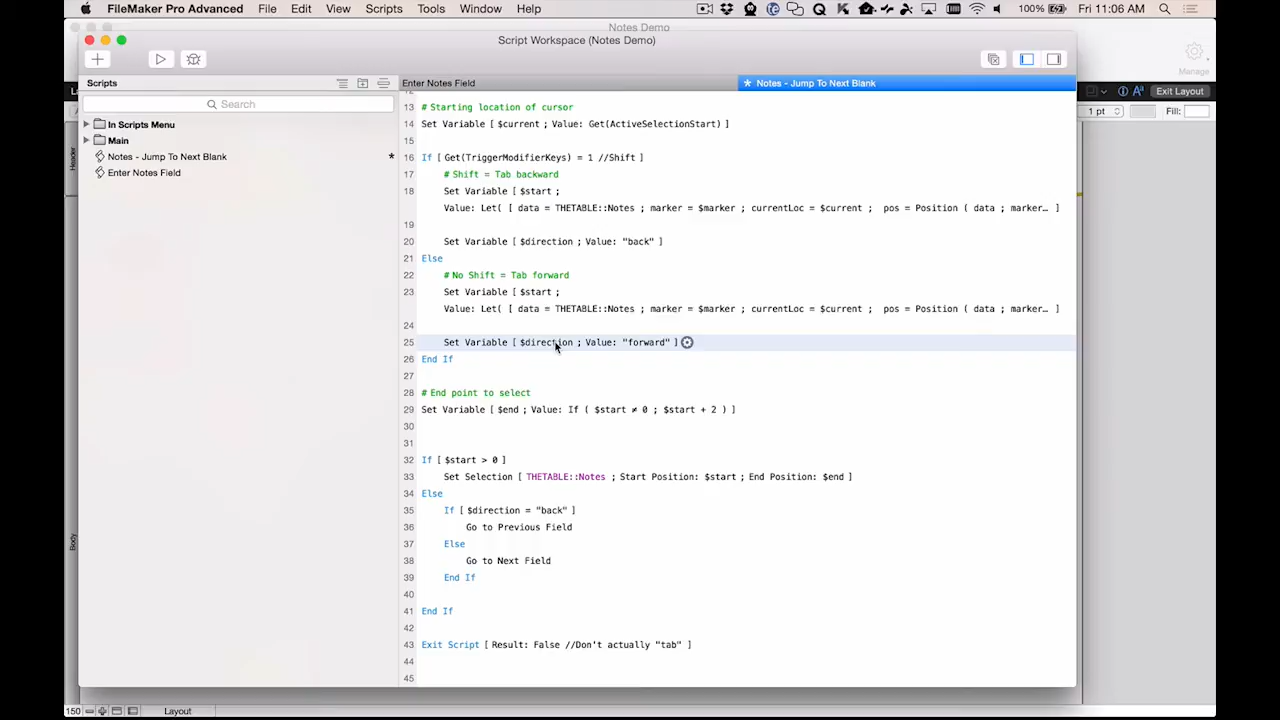 FileMaker Pro Advanced File Edit View Scripts Tools Window Help 100% Fri 11:06 AM
Notes Demo
Script Workspace (Notes Demo)
Manage
Scripts
Enter Notes Field
* Notes - Jump To Next Blank
Exit Layout
Search
1 pt
Fill:
In Scripts Menu
Main
Notes - Jump To Next Blank *
Enter Notes Field
Header
Body
12
13 # Starting location of cursor
14 Set Variable [ $current ; Value: Get(ActiveSelectionStart) ]
15
16 If [ Get(TriggerModifierKeys) = 1 //Shift ]
17 # Shift = Tab backward
18 Set Variable [ $start ;
Value: Let( [ data = THETABLE::Notes ; marker = $marker ; currentLoc = $current ; pos = Position ( data ; marker… ]
19
20 Set Variable [ $direction ; Value: "back" ]
21 Else
22 # No Shift = Tab forward
23 Set Variable [ $start ;
Value: Let( [ data = THETABLE::Notes ; marker = $marker ; currentLoc = $current ; pos = Position ( data ; marker… ]
24
25 Set Variable [ $direction ; Value: "forward" ]
26 End If
27
28 # End point to select
29 Set Variable [ $end ; Value: If ( $start ≠ 0 ; $start + 2 ) ]
30
31
32 If [ $start > 0 ]
33 Set Selection [ THETABLE::Notes ; Start Position: $start ; End Position: $end ]
34 Else
35 If [ $direction = "back" ]
36 Go to Previous Field
37 Else
38 Go to Next Field
39 End If
40
41 End If
42
43 Exit Script [ Result: False //Don't actually "tab" ]
44
45
150 Layout